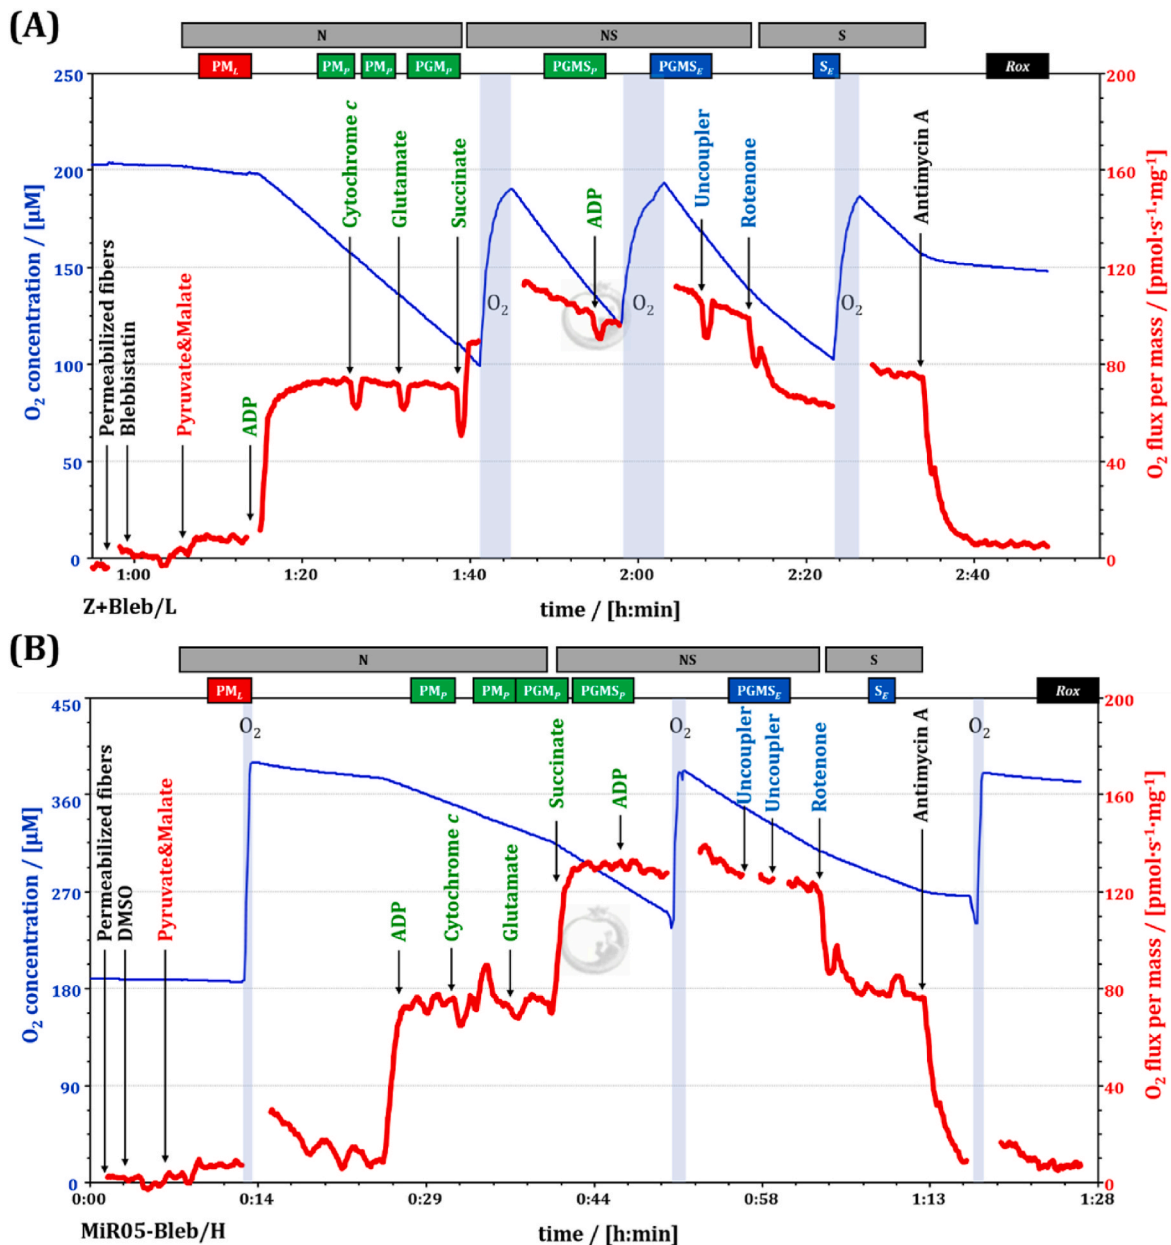 (A)
N
NS
S
PML
PMP
PMP
PGMP
PGMSP
PGMSE
SE
Rox
250
200
150
100
50
0
O2 concentration / [µM]
200
160
120
80
40
0
O2 flux per mass / [pmol·s-1·mg-1]
Permeabilized fibers
Blebbistatin
Pyruvate&Malate
ADP
Cytochrome c
Glutamate
Succinate
O2
ADP
O2
Uncoupler
Rotenone
O2
Antimycin A
1:00
1:20
1:40
2:00
2:20
2:40
Z+Bleb/L
time / [h:min]
(B)
N
NS
S
PML
PMP
PMP
PGMP
PGMSP
PGMSE
SE
Rox
450
360
270
180
90
0
O2 concentration / [µM]
200
160
120
80
40
0
O2 flux per mass / [pmol·s-1·mg-1]
Permeabilized fibers
DMSO
Pyruvate&Malate
O2
ADP
Cytochrome c
Glutamate
Succinate
ADP
O2
Uncoupler
Uncoupler
Rotenone
Antimycin A
O2
0:00
0:14
0:29
0:44
0:58
1:13
1:28
MiR05-Bleb/H
time / [h:min]